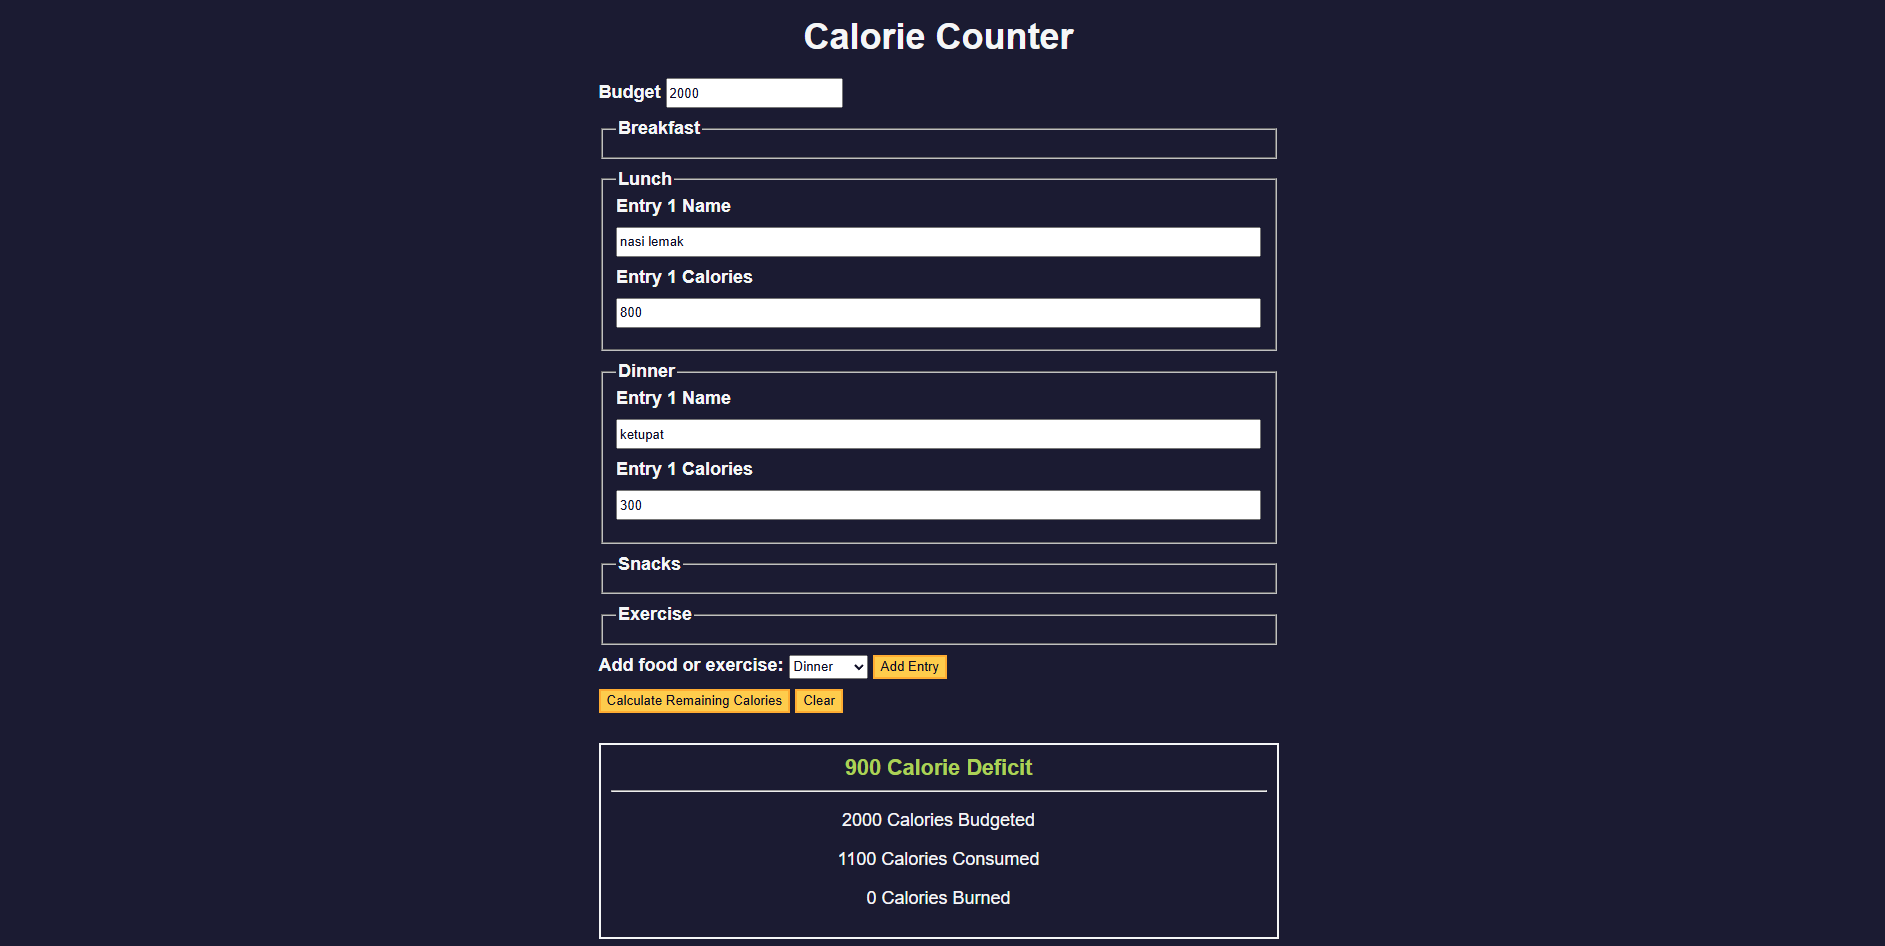 Calorie Counter
Budget 2000
Breakfast
Lunch
Entry 1 Name
nasi lemak
Entry 1 Calories
800
Dinner
Entry 1 Name
ketupat
Entry 1 Calories
300
Snacks
Exercise
Add food or exercise: Dinner Add Entry
Calculate Remaining Calories Clear
900 Calorie Deficit
2000 Calories Budgeted
1100 Calories Consumed
0 Calories Burned